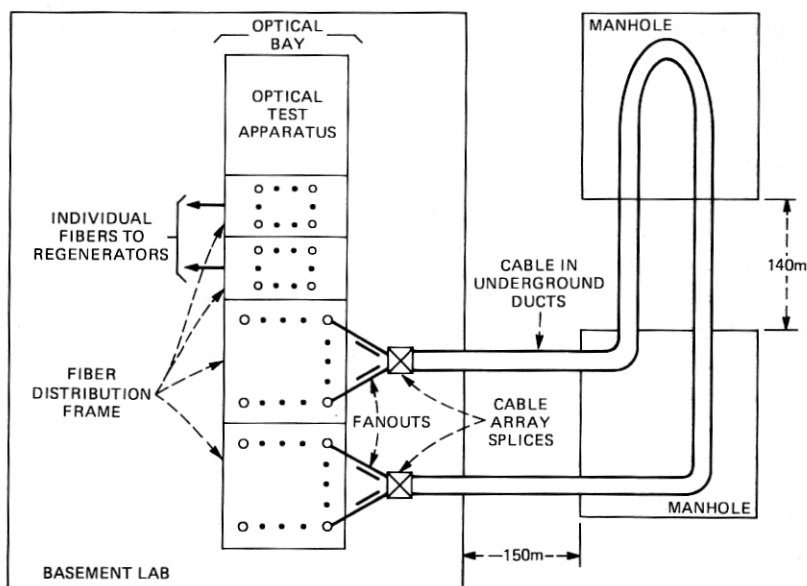 OPTICAL
BAY
MANHOLE
OPTICAL
TEST
APPARATUS
INDIVIDUAL
FIBERS TO
REGENERATORS
CABLE IN
UNDERGROUND
DUCTS
140m
FIBER
DISTRIBUTION
FRAME
FANOUTS
CABLE
ARRAY
SPLICES
MANHOLE
150m
BASEMENT LAB